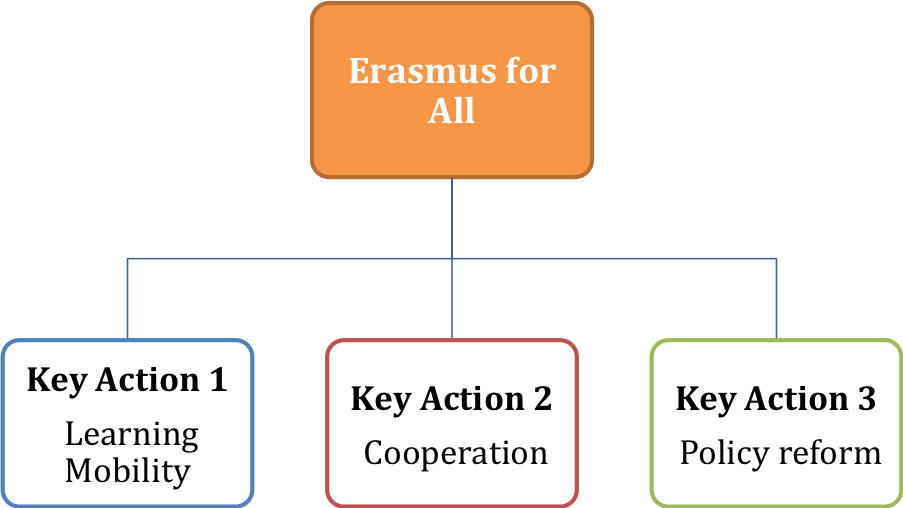 Erasmus for
All
Key Action 1
Learning
Mobility
Key Action 2
Cooperation
Key Action 3
Policy reform